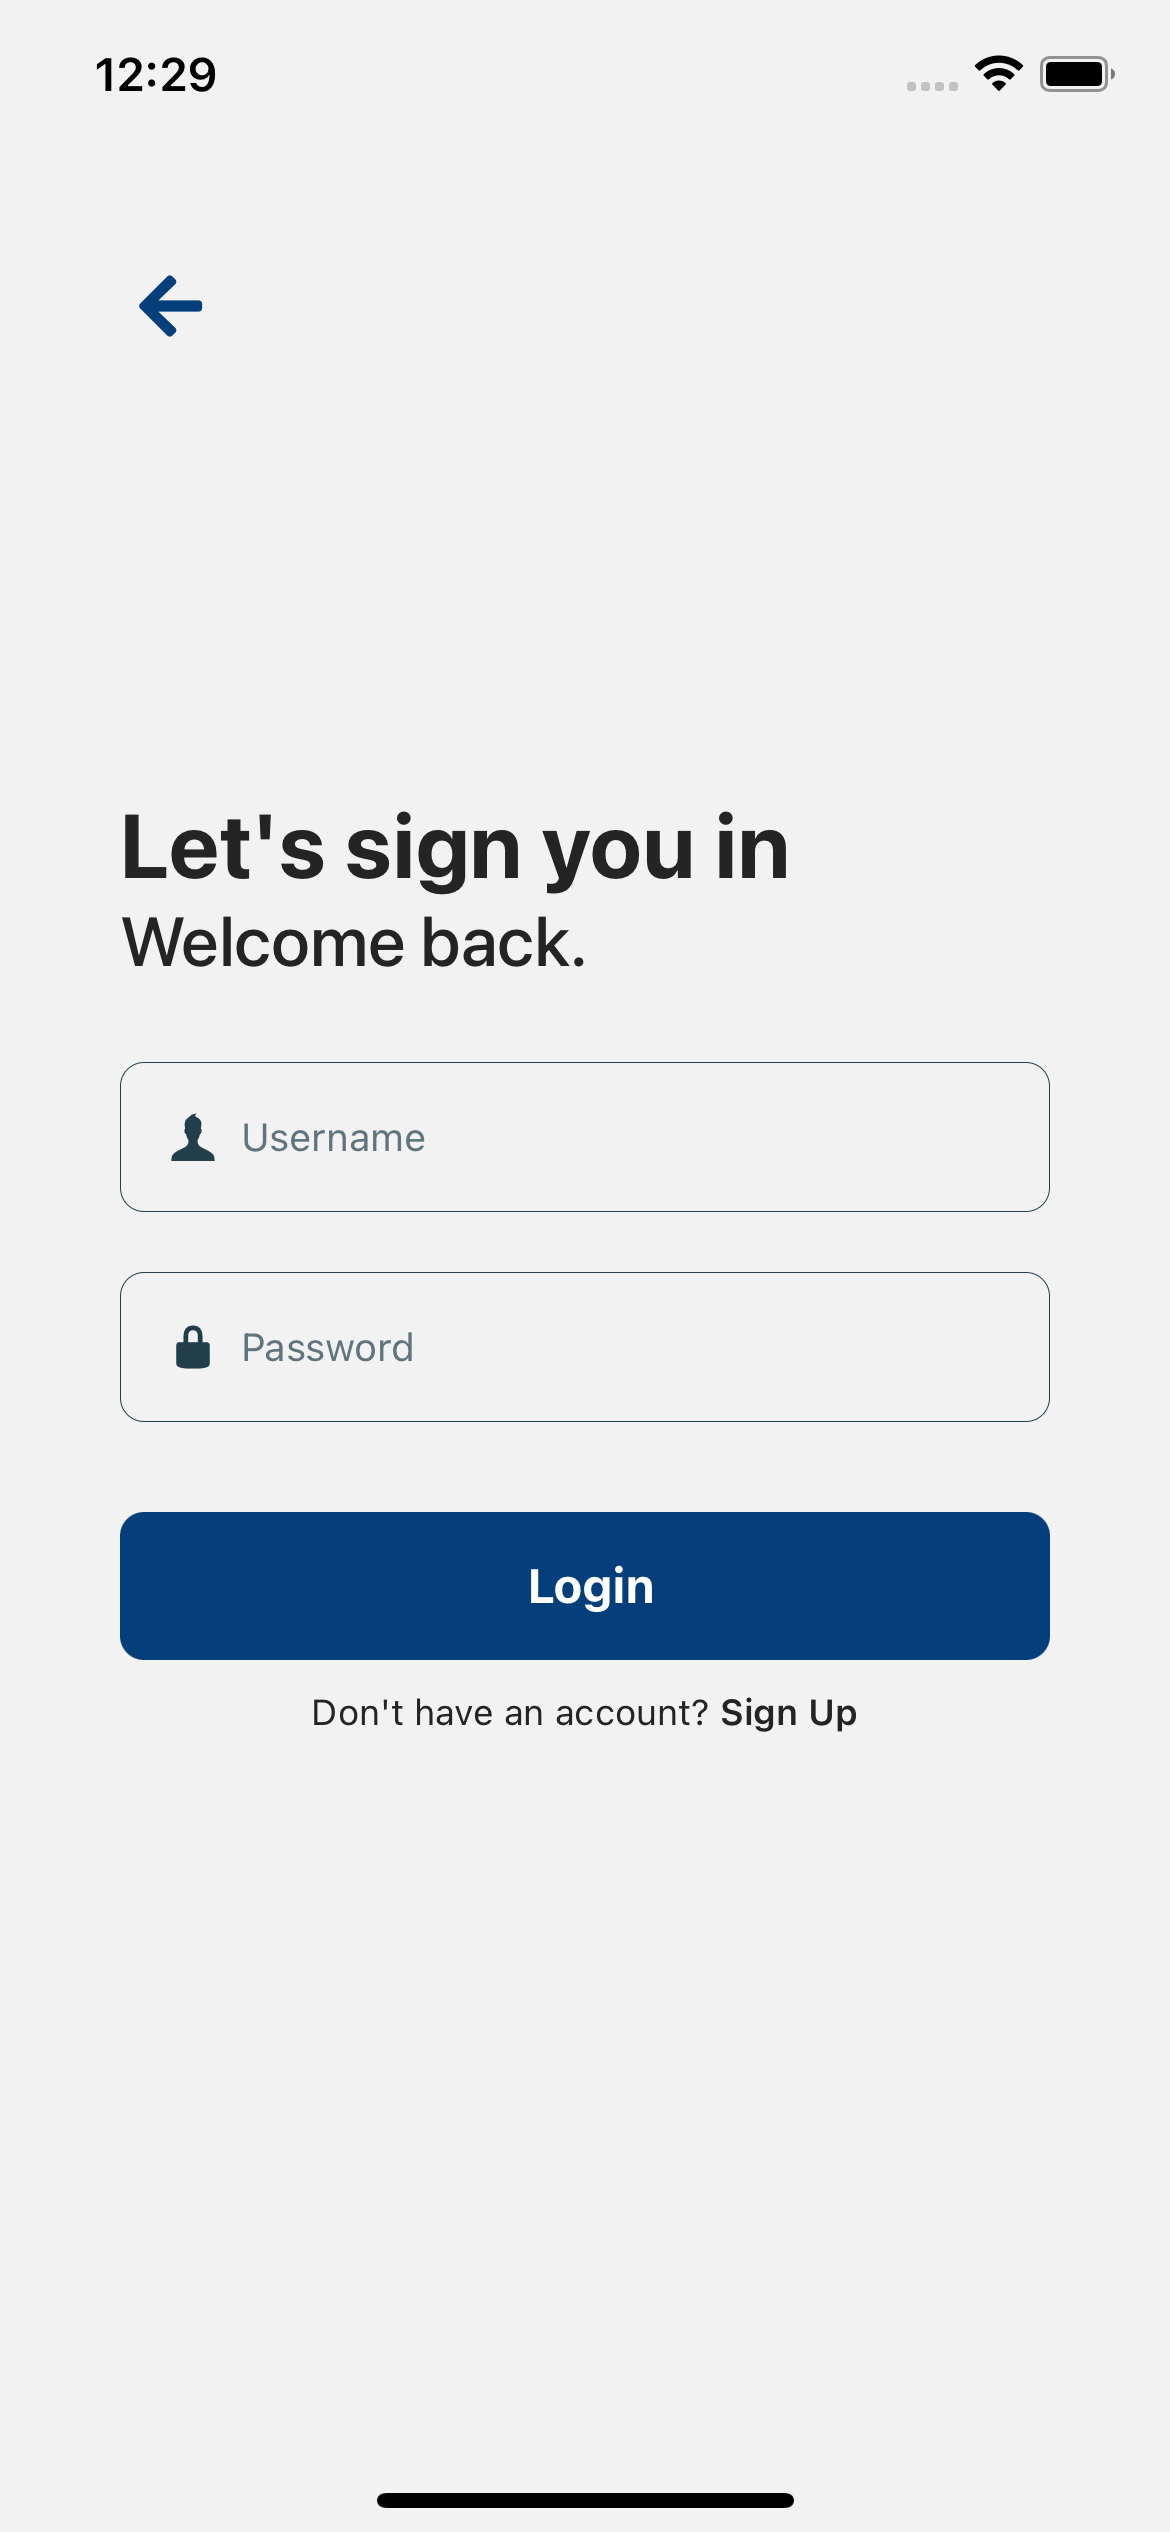 12:29
Let's sign you in
Welcome back.
Username
Password
Login
Don't have an account? Sign Up